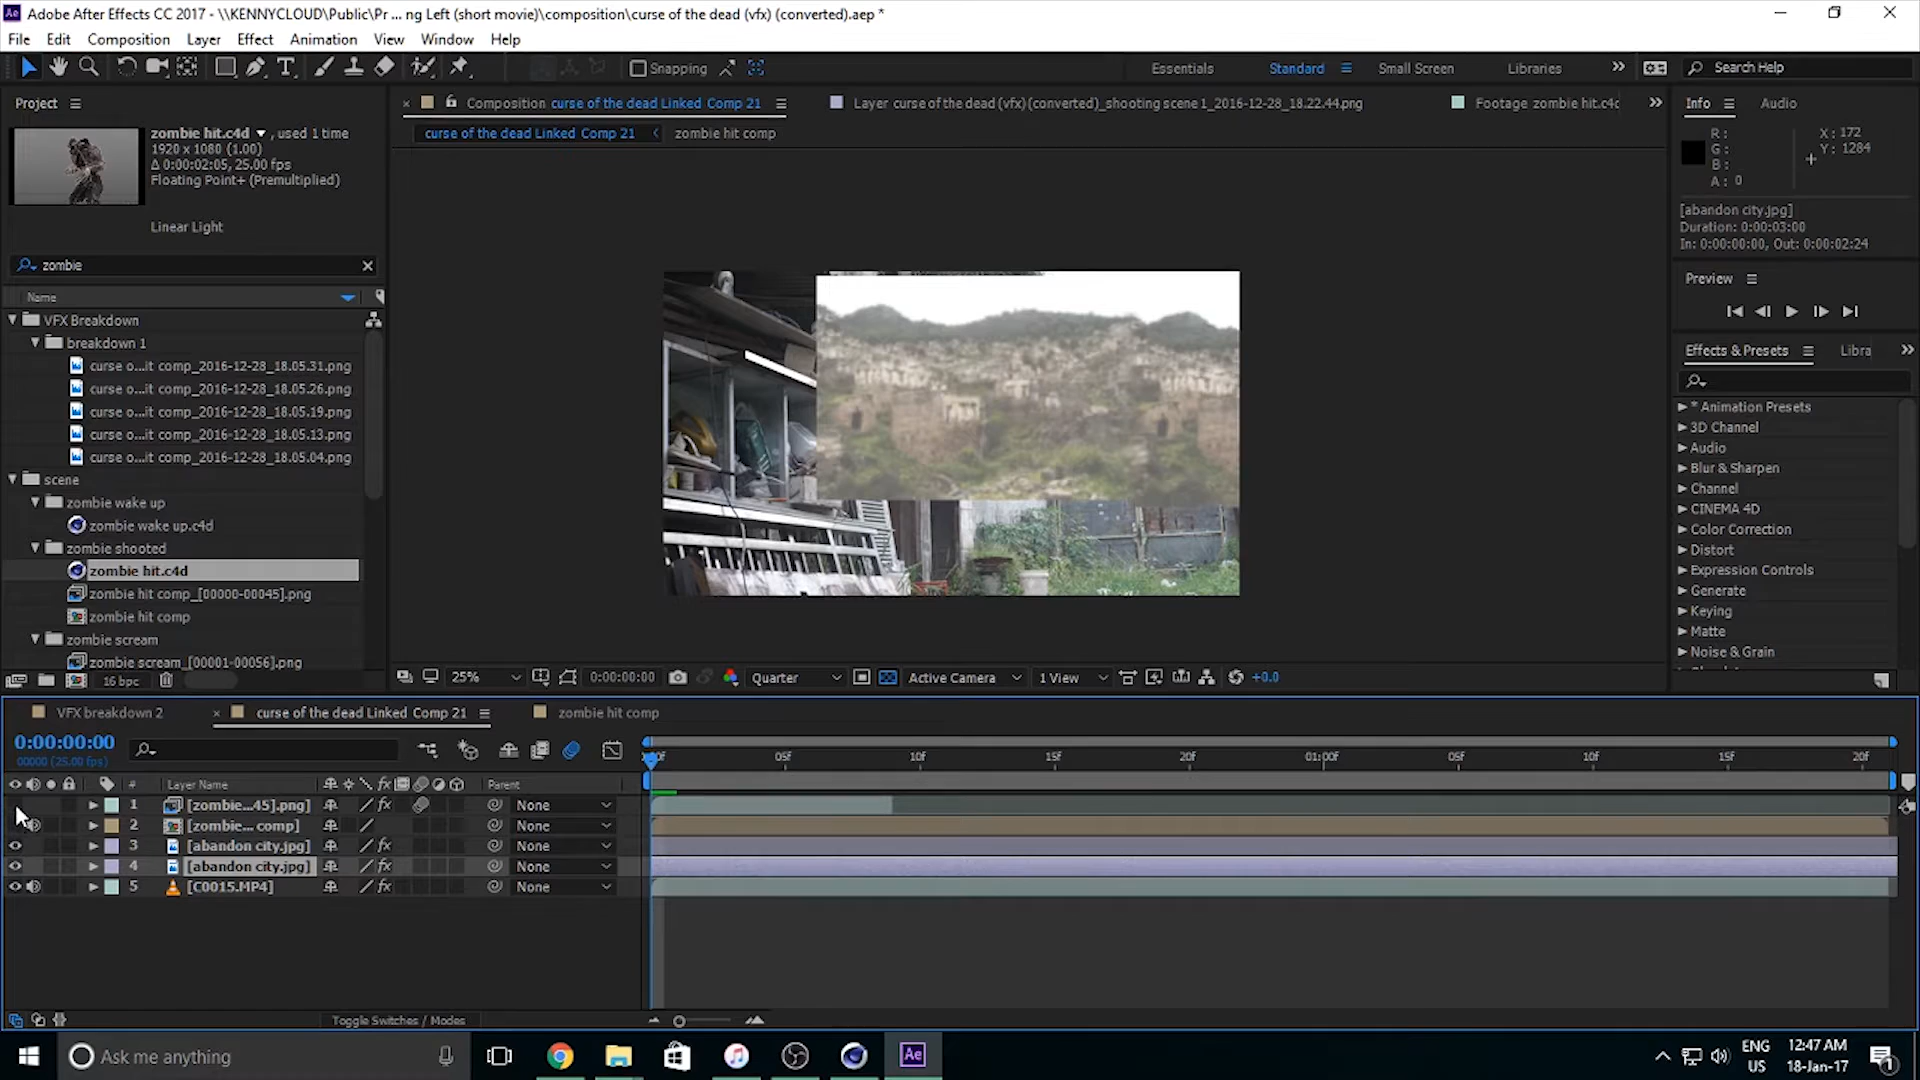 Adobe After Effects CC 2017 - \\KENNYCLOUD\Public\Pr ... ng Left (short movie)\composition\curse of the dead (vfx) (converted).aep *
File Edit Composition Layer Effect Animation View Window Help
Snapping Essentials Standard Small Screen Libraries Search Help
Project
zombie hit.c4d , used 1 time
1920 x 1080 (1.00)
Δ 0:00:02:05, 25.00 fps
Floating Point+ (Premultiplied)
Linear Light
zombie
Name
VFX Breakdown
breakdown 1
curse o...it comp_2016-12-28_18.05.31.png
curse o...it comp_2016-12-28_18.05.26.png
curse o...it comp_2016-12-28_18.05.19.png
curse o...it comp_2016-12-28_18.05.13.png
curse o...it comp_2016-12-28_18.05.04.png
scene
zombie wake up
zombie wake up.c4d
zombie shooted
zombie hit.c4d
zombie hit comp_[00000-00045].png
zombie hit comp
zombie scream
zombie scream_[00001-00056].png
16 bpc
Composition curse of the dead Linked Comp 21
Layer curse of the dead (vfx) (converted)_shooting scene 1_2016-12-28_18.22.44.png
Footage zombie hit.c4d
curse of the dead Linked Comp 21 zombie hit comp
25% 0:00:00:00 Quarter Active Camera 1 View +0.0
Info Audio
R: X: 172
G: Y: 1284
B:
A: 0
[abandon city.jpg]
Duration: 0:00:03:00
In: 0:00:00:00, Out: 0:00:02:24
Preview
Effects & Presets Libra
* Animation Presets
3D Channel
Audio
Blur & Sharpen
Channel
CINEMA 4D
Color Correction
Distort
Expression Controls
Generate
Keying
Matte
Noise & Grain
VFX breakdown 2 curse of the dead Linked Comp 21 zombie hit comp
0:00:00:00
00000 (25.00 fps)
05f 10f 15f 20f 01:00f 05f 10f 15f 20f
# Layer Name fx Parent
1 [zombie...45].png] fx None
2 [zombie... comp] None
3 [abandon city.jpg] fx None
4 [abandon city.jpg] fx None
5 [C0015.MP4] None
Toggle Switches / Modes
Ask me anything
Ae
ENG
US
12:47 AM
18-Jan-17
1